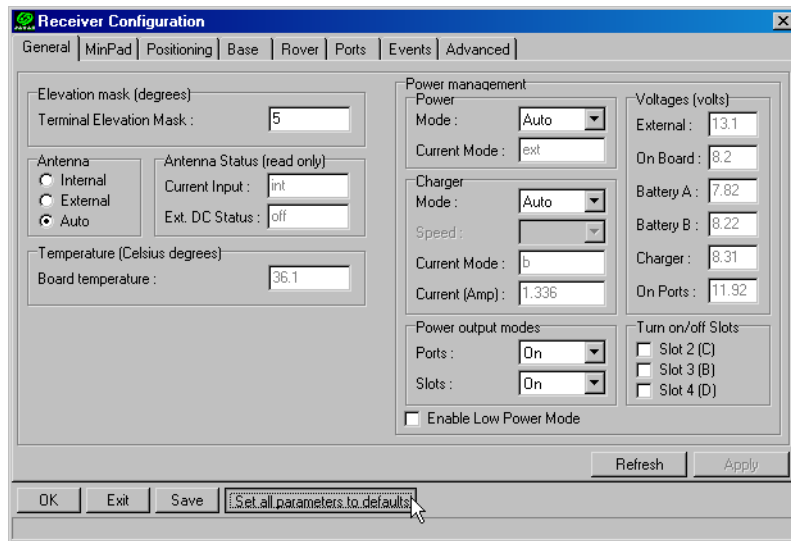 Receiver Configuration
General MinPad Positioning Base Rover Ports Events Advanced
Elevation mask (degrees)
Terminal Elevation Mask : 5
Antenna
Internal
External
Auto
Antenna Status (read only)
Current Input : int
Ext. DC Status : off
Temperature (Celsius degrees)
Board temperature : 36.1
Power management
Power
Mode : Auto
Current Mode : ext
Charger
Mode : Auto
Speed :
Current Mode : b
Current (Amp) : 1.336
Power output modes
Ports : On
Slots : On
Enable Low Power Mode
Voltages (volts)
External : 13.1
On Board : 8.2
Battery A : 7.82
Battery B : 8.22
Charger : 8.31
On Ports : 11.92
Turn on/off Slots
Slot 2 (C)
Slot 3 (B)
Slot 4 (D)
Refresh Apply
OK Exit Save Set all parameters to defaults